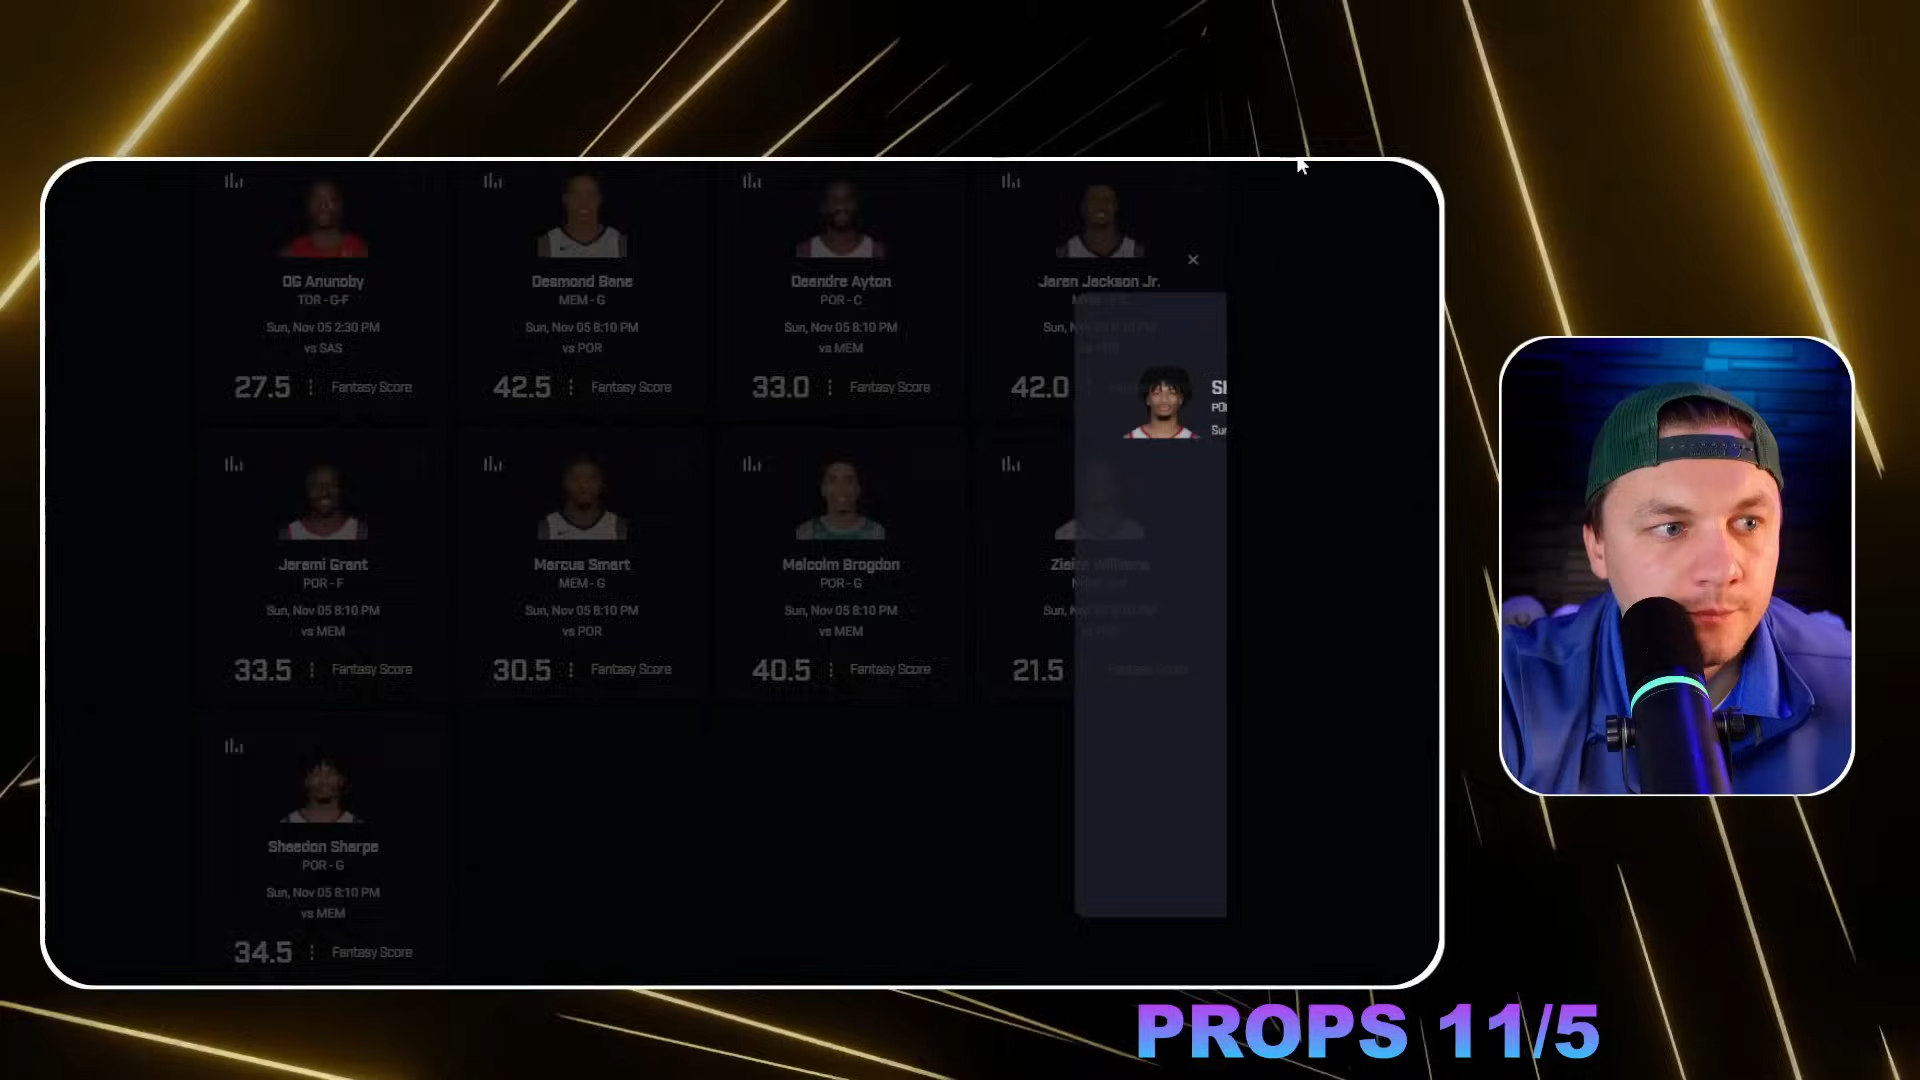 OG Anunoby
TOR - G-F
Sun, Nov 05 2:30 PM
vs SAS
27.5 Fantasy Score
Desmond Bane
MEM - G
Sun, Nov 05 8:10 PM
vs POR
42.5 Fantasy Score
Deandre Ayton
POR - C
Sun, Nov 05 8:10 PM
vs MEM
33.0 Fantasy Score
Jaren Jackson Jr.
Sun, N
42.0
Jerami Grant
POR - F
Sun, Nov 05 8:10 PM
vs MEM
33.5 Fantasy Score
Marcus Smart
MEM - G
Sun, Nov 05 8:10 PM
vs POR
30.5 Fantasy Score
Malcolm Brogdon
POR - G
Sun, Nov 05 8:10 PM
vs MEM
40.5 Fantasy Score
Ziaire Williams
Sun, N
21.5 Fantasy Score
Shaedon Sharpe
POR - G
Sun, Nov 05 8:10 PM
vs MEM
34.5 Fantasy Score
PROPS 11/5